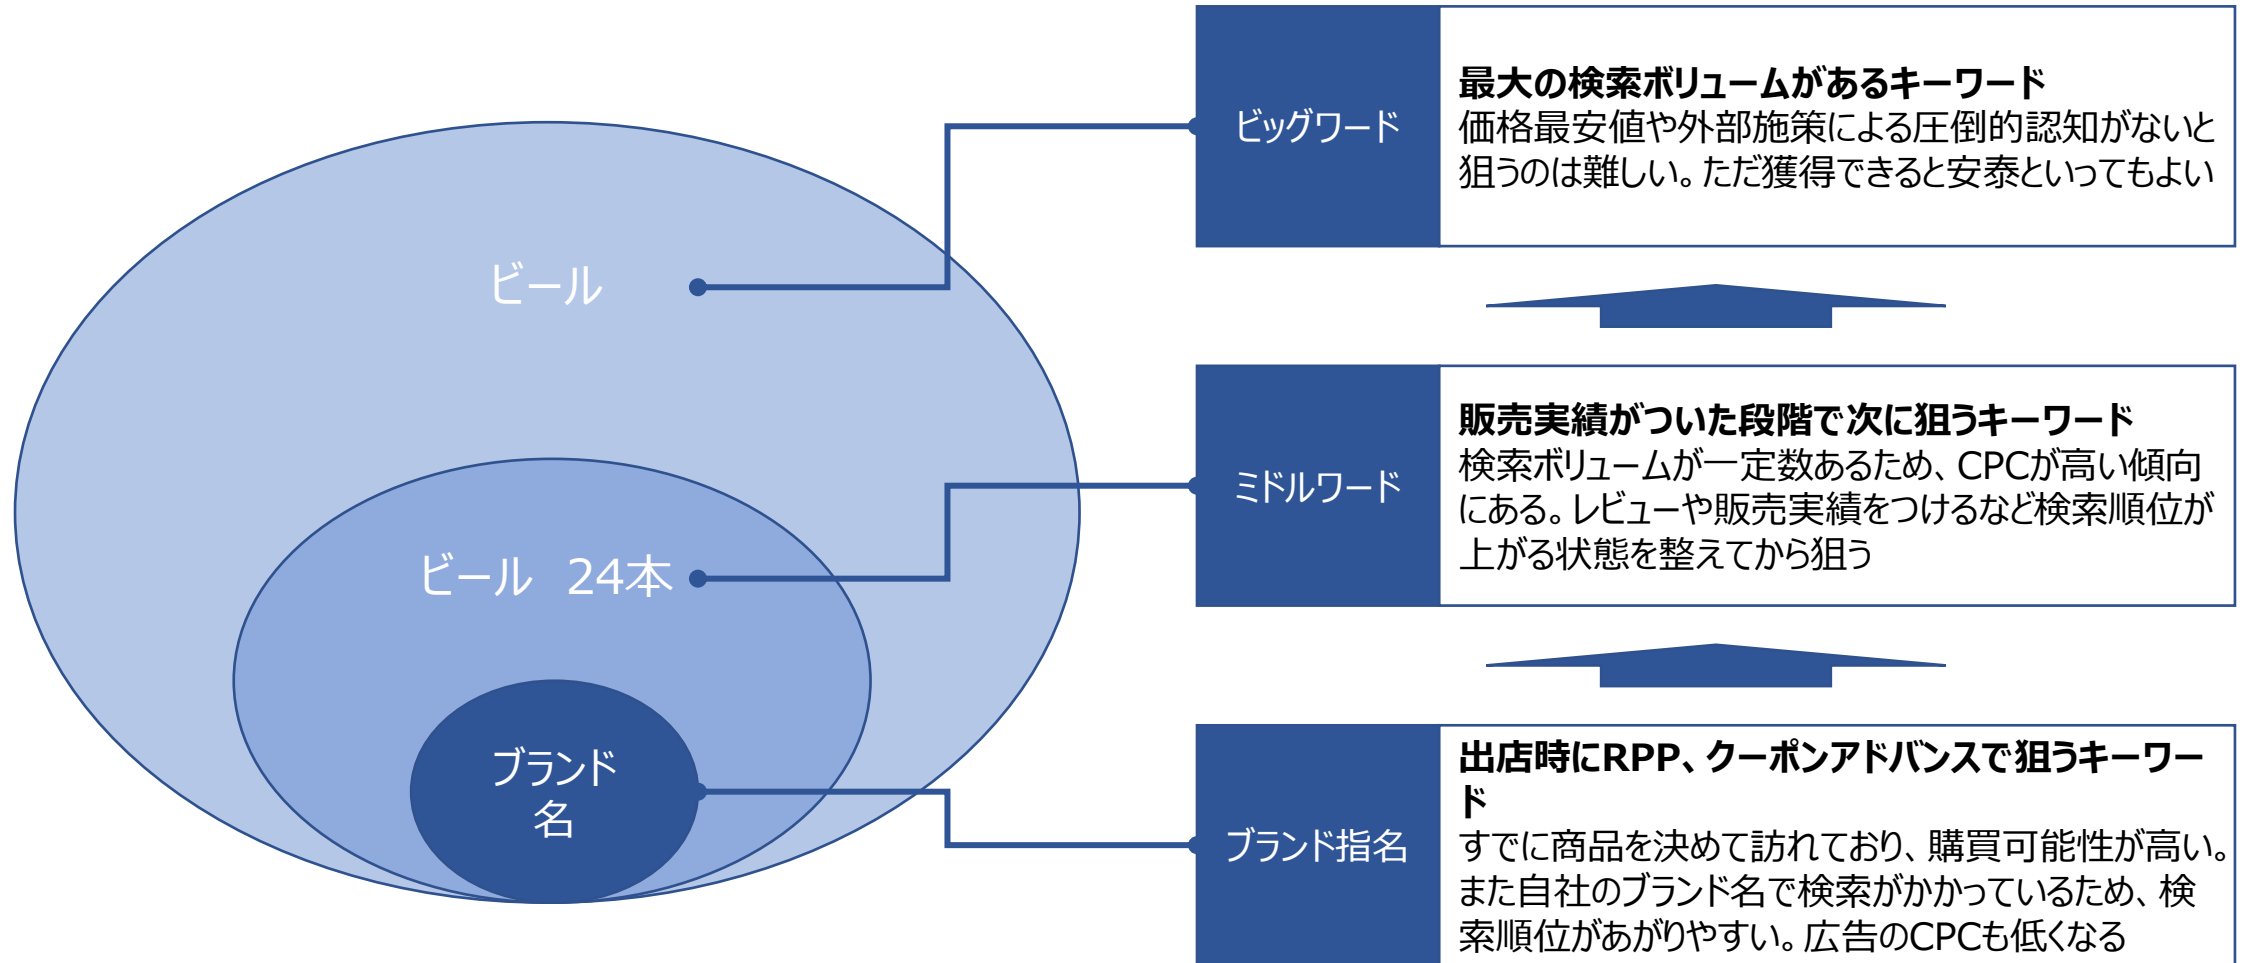 ビール
ビール　24本
ブランド
名
ビッグワード
最大の検索ボリュームがあるキーワード
価格最安値や外部施策による圧倒的認知がないと
狙うのは難しい。ただ獲得できると安泰といってもよい
ミドルワード
販売実績がついた段階で次に狙うキーワード
検索ボリュームが一定数あるため、CPCが高い傾向
にある。レビューや販売実績をつけるなど検索順位が
上がる状態を整えてから狙う
ブランド指名
出店時にRPP、クーポンアドバンスで狙うキーワー
ド
すでに商品を決めて訪れており、購買可能性が高い。
また自社のブランド名で検索がかかっているため、検
索順位があがりやすい。広告のCPCも低くなる